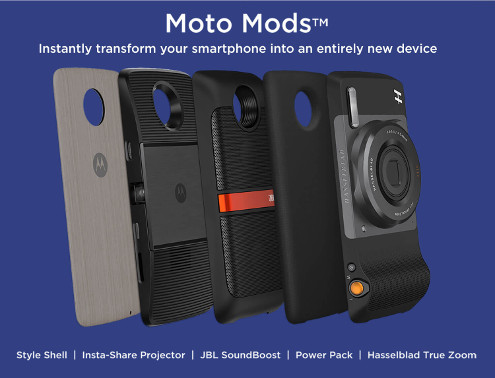 Moto Mods™
Instantly transform your smartphone into an entirely new device
Style Shell | Insta-Share Projector | JBL SoundBoost | Power Pack | Hasselblad True Zoom